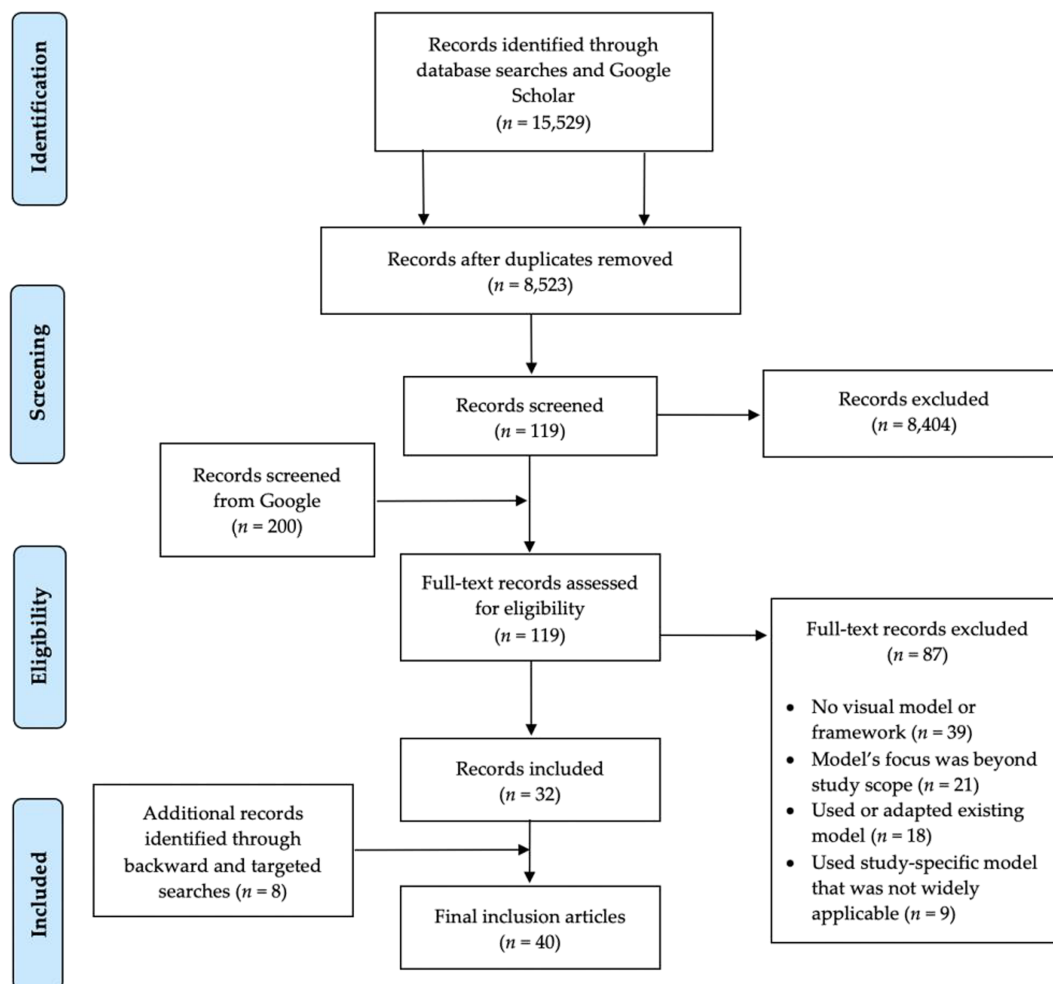 Identification
Records identified through
database searches and Google
Scholar
(n = 15,529)
Records after duplicates removed
(n = 8,523)
Screening
Records screened
(n = 119)
Records excluded
(n = 8,404)
Records screened
from Google
(n = 200)
Eligibility
Full-text records assessed
for eligibility
(n = 119)
Full-text records excluded
(n = 87)
• No visual model or
framework (n = 39)
• Model’s focus was beyond
study scope (n = 21)
• Used or adapted existing
model (n = 18)
• Used study-specific model
that was not widely
applicable (n = 9)
Records included
(n = 32)
Included
Additional records
identified through
backward and targeted
searches (n = 8)
Final inclusion articles
(n = 40)